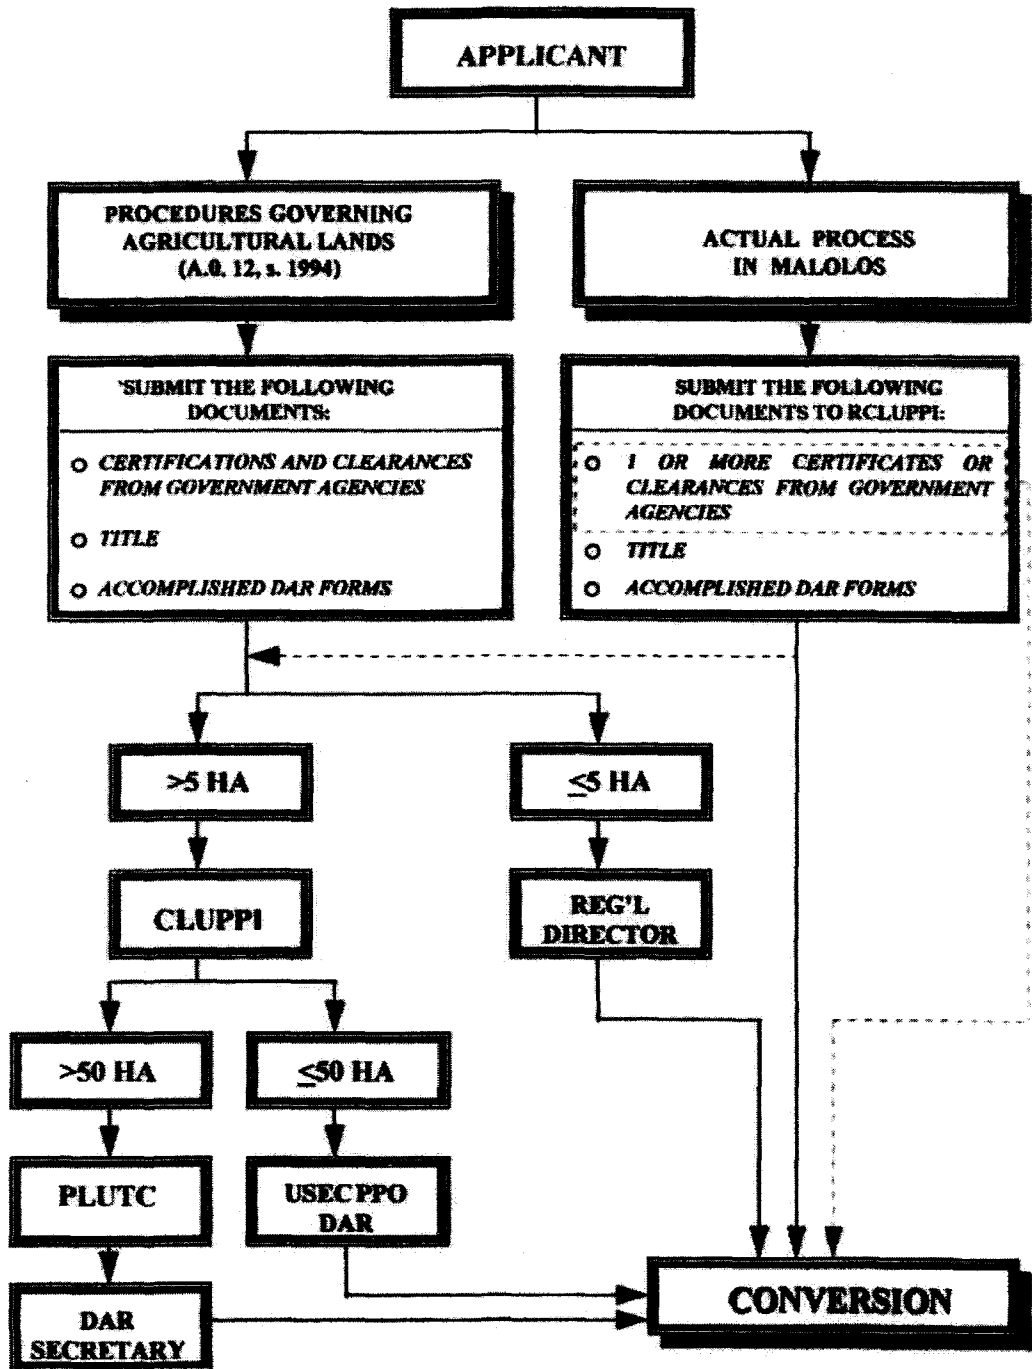 APPLICANT
PROCEDURES GOVERNING
AGRICULTURAL LANDS
(A.0. 12, s. 1994)
ACTUAL PROCESS
IN MALOLOS
'SUBMIT THE FOLLOWING
DOCUMENTS:
CERTIFICATIONS AND CLEARANCES
FROM GOVERNMENT AGENCIES
TITLE
ACCOMPLISHED DAR FORMS
SUBMIT THE FOLLOWING
DOCUMENTS TO RCLUPPI:
1 OR MORE CERTIFICATES OR
CLEARANCES FROM GOVERNMENT
AGENCIES
TITLE
ACCOMPLISHED DAR FORMS
>5 HA
≤5 HA
CLUPPI
REG'L
DIRECTOR
>50 HA
≤50 HA
PLUTC
USEC PPO
DAR
DAR
SECRETARY
CONVERSION